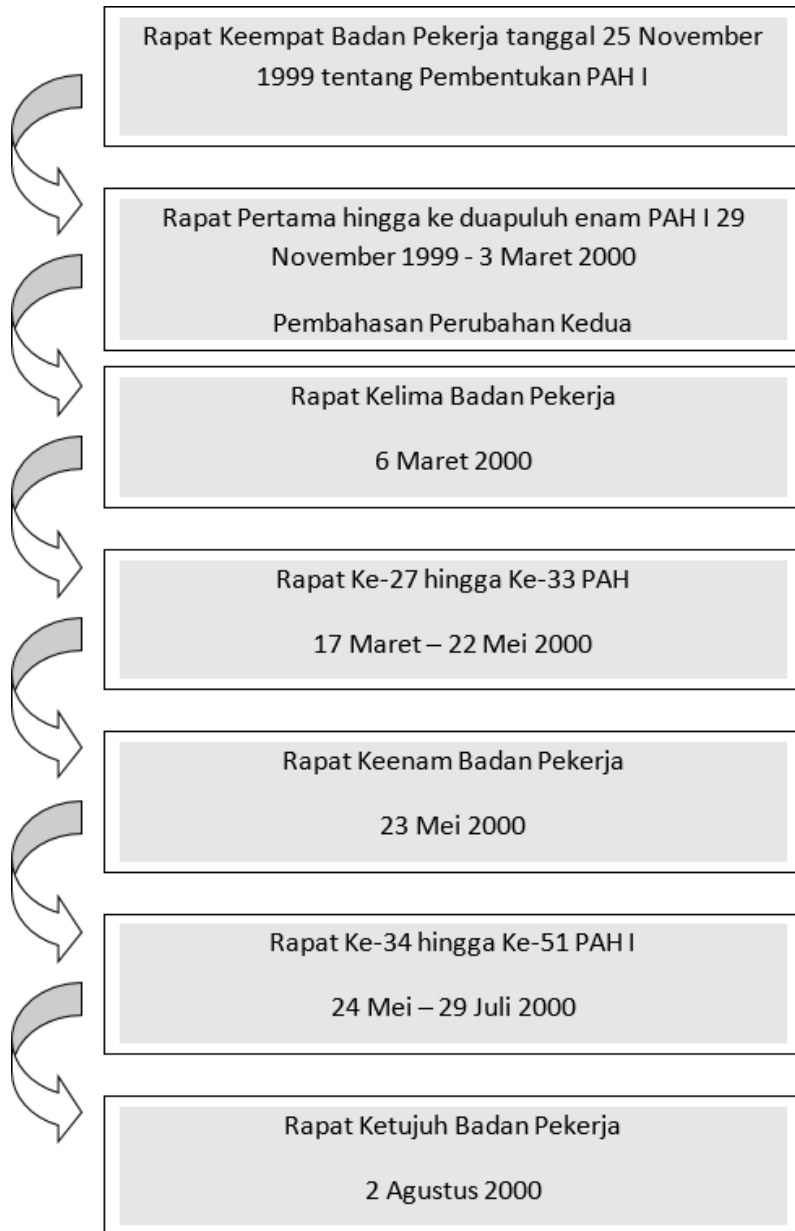 Rapat Keempat Badan Pekerja tanggal 25 November
1999 tentang Pembentukan PAH I
Rapat Pertama hingga ke duapuluh enam PAH I 29
November 1999 - 3 Maret 2000
Pembahasan Perubahan Kedua
Rapat Kelima Badan Pekerja
6 Maret 2000
Rapat Ke-27 hingga Ke-33 PAH
17 Maret – 22 Mei 2000
Rapat Keenam Badan Pekerja
23 Mei 2000
Rapat Ke-34 hingga Ke-51 PAH I
24 Mei – 29 Juli 2000
Rapat Ketujuh Badan Pekerja
2 Agustus 2000